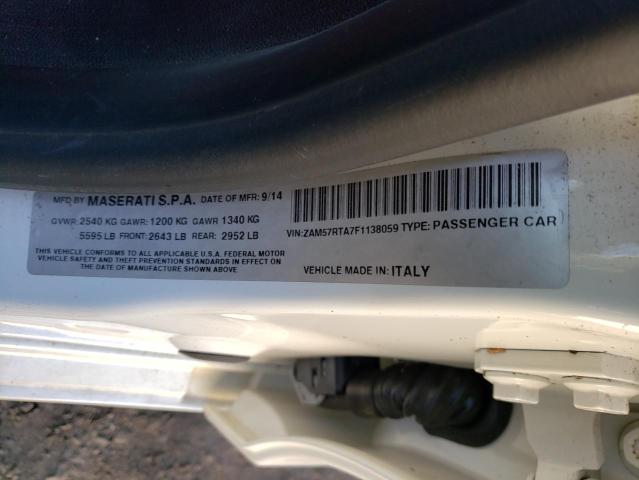 MFD BY MASERATI S.P.A. DATE OF MFR: 9/14
GVWR: 2540 KG GAWR: 1200 KG GAWR 1340 KG
5595 LB FRONT: 2643 LB REAR: 2952 LB
THIS VEHICLE CONFORMS TO ALL APPLICABLE U.S.A. FEDERAL MOTOR
VEHICLE SAFETY AND THEFT PREVENTION STANDARDS IN EFFECT ON
THE DATE OF MANUFACTURE SHOWN ABOVE
VIN: ZAM57RTA7F1138059 TYPE: PASSENGER CAR
VEHICLE MADE IN: ITALY